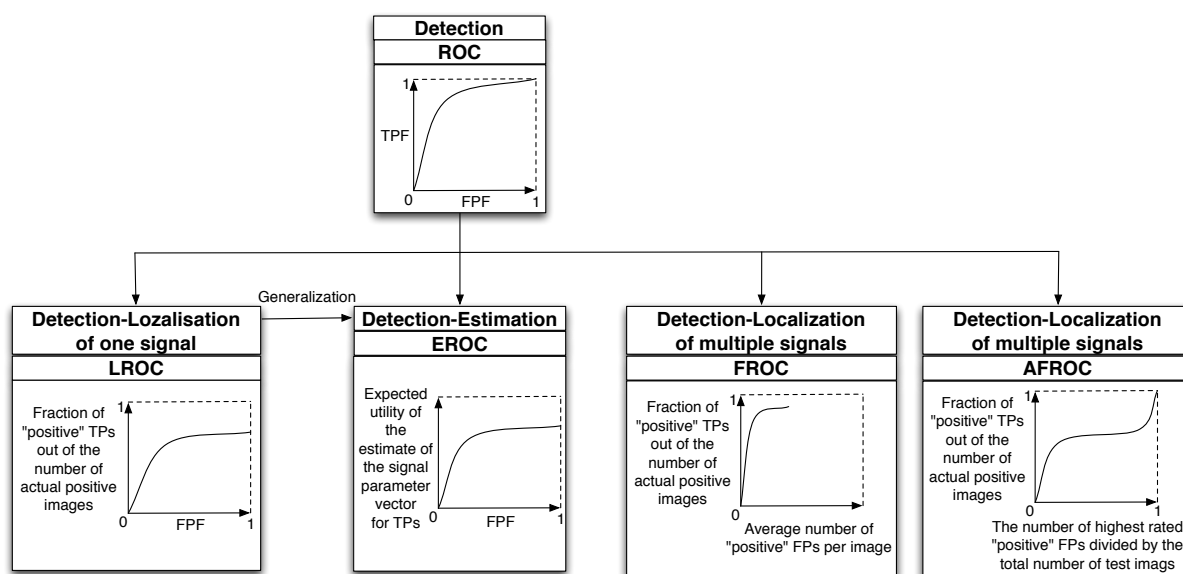 Detection
ROC
1
TPF
0
FPF
1
Generalization
Detection-Lozalisation
of one signal
LROC
Fraction of
"positive" TPs
out of the
number of
actual positive
images
1
0
FPF
1
Detection-Estimation
EROC
Expected
utility of
the
estimate of
the signal
parameter
vector
for TPs
1
0
FPF
1
Detection-Localization
of multiple signals
FROC
Fraction of
"positive" TPs
out of the
number of
actual positive
images
1
0
Average number of
"positive" FPs per image
Detection-Localization
of multiple signals
AFROC
Fraction of
"positive" TPs
out of the
number of
actual positive
images
1
0
1
The number of highest rated
"positive" FPs divided by the
total number of test imags